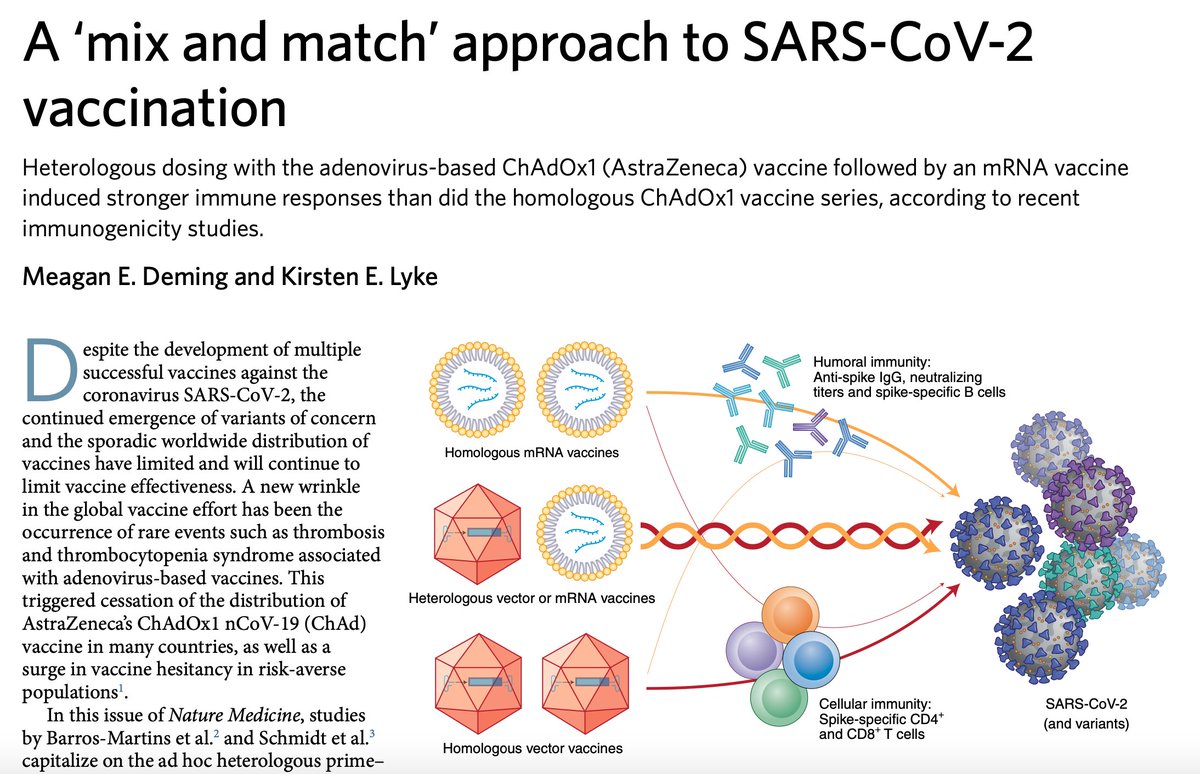 A ‘mix and match’ approach to SARS-CoV-2
vaccination
Heterologous dosing with the adenovirus-based ChAdOx1 (AstraZeneca) vaccine followed by an mRNA vaccine
induced stronger immune responses than did the homologous ChAdOx1 vaccine series, according to recent
immunogenicity studies.
Meagan E. Deming and Kirsten E. Lyke
Despite the development of multiple
successful vaccines against the
coronavirus SARS-CoV-2, the
continued emergence of variants of concern
and the sporadic worldwide distribution of
vaccines have limited and will continue to
limit vaccine effectiveness. A new wrinkle
in the global vaccine effort has been the
occurrence of rare events such as thrombosis
and thrombocytopenia syndrome associated
with adenovirus-based vaccines. This
triggered cessation of the distribution of
AstraZeneca’s ChAdOx1 nCoV-19 (ChAd)
vaccine in many countries, as well as a
surge in vaccine hesitancy in risk-averse
populations¹.
In this issue of Nature Medicine, studies
by Barros-Martins et al.² and Schmidt et al.³
capitalize on the ad hoc heterologous prime–
Homologous mRNA vaccines
Heterologous vector or mRNA vaccines
Homologous vector vaccines
Humoral immunity:
Anti-spike IgG, neutralizing
titers and spike-specific B cells
Cellular immunity:
Spike-specific CD4⁺
and CD8⁺ T cells
SARS-CoV-2
(and variants)